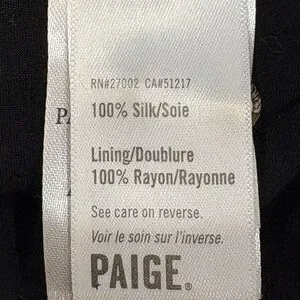 RN#27002 CA#51217
100% Silk/Soie
Lining/Doublure
100% Rayon/Rayonne
See care on reverse.
Voir le soin sur l'inverse.
PAIGE®